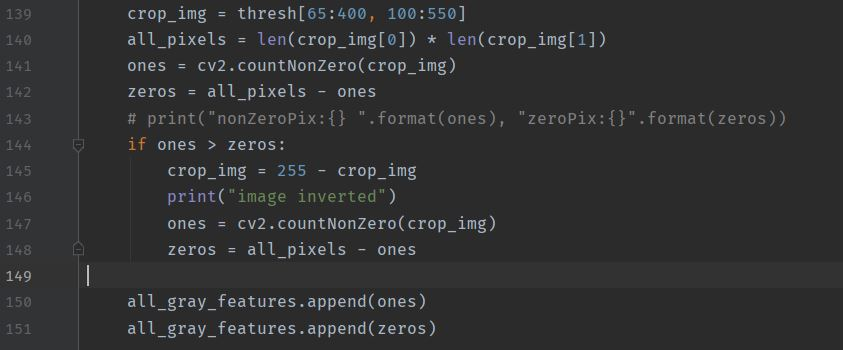 139 crop_img = thresh[65:400, 100:550]
140 all_pixels = len(crop_img[0]) * len(crop_img[1])
141 ones = cv2.countNonZero(crop_img)
142 zeros = all_pixels - ones
143 # print("nonZeroPix:{} ".format(ones), "zeroPix:{}".format(zeros))
144 if ones > zeros:
145     crop_img = 255 - crop_img
146     print("image inverted")
147     ones = cv2.countNonZero(crop_img)
148     zeros = all_pixels - ones
149
150 all_gray_features.append(ones)
151 all_gray_features.append(zeros)